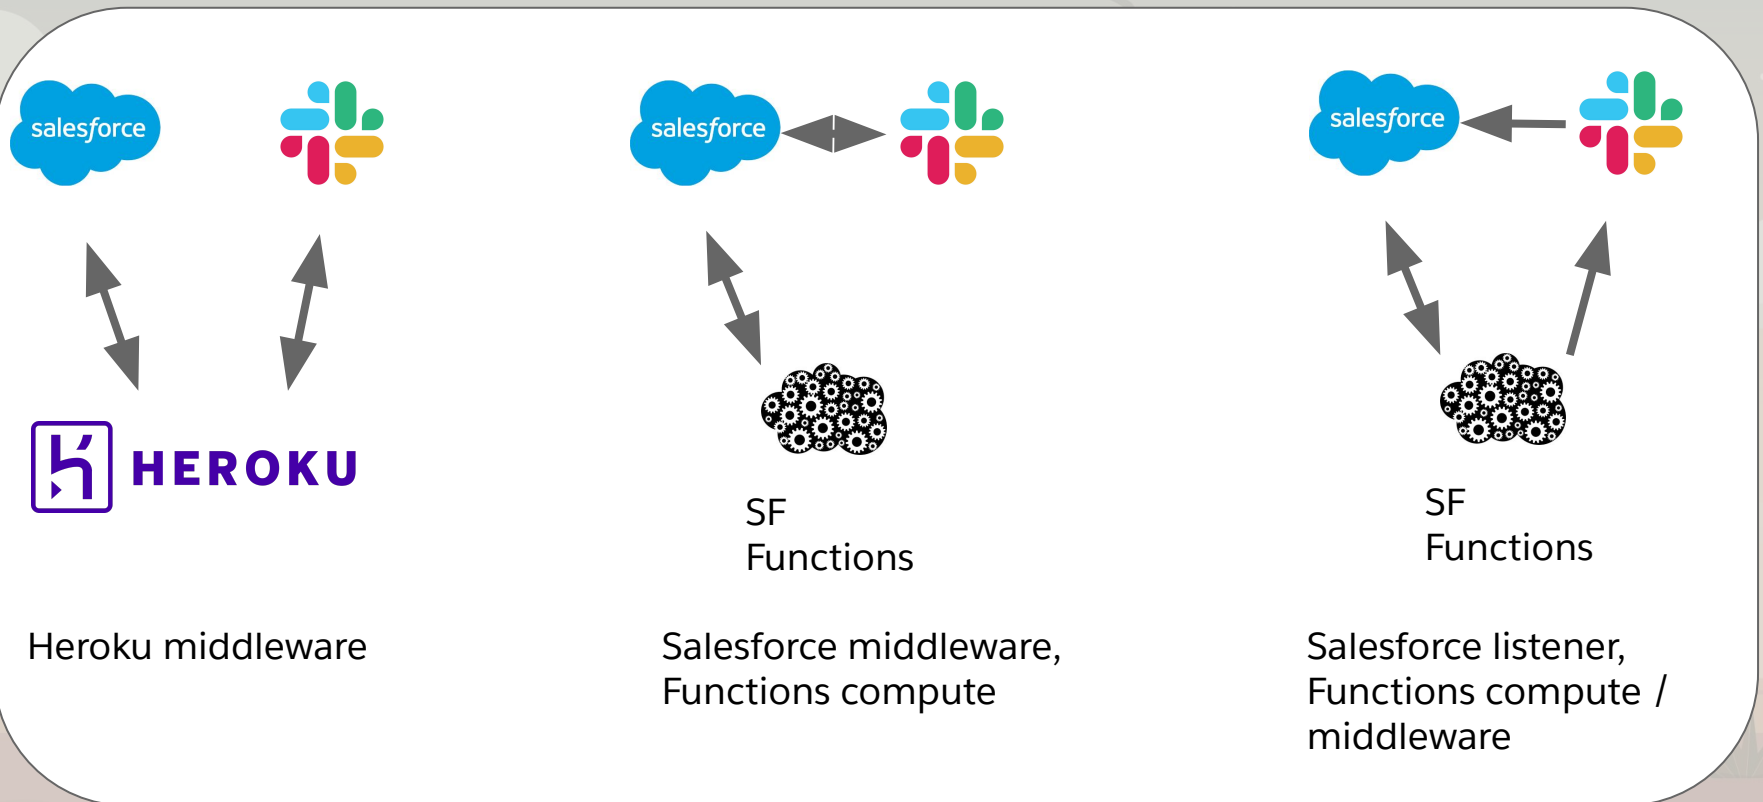 salesforce
HEROKU
Heroku middleware
salesforce
SF
Functions
Salesforce middleware,
Functions compute
salesforce
SF
Functions
Salesforce listener,
Functions compute /
middleware